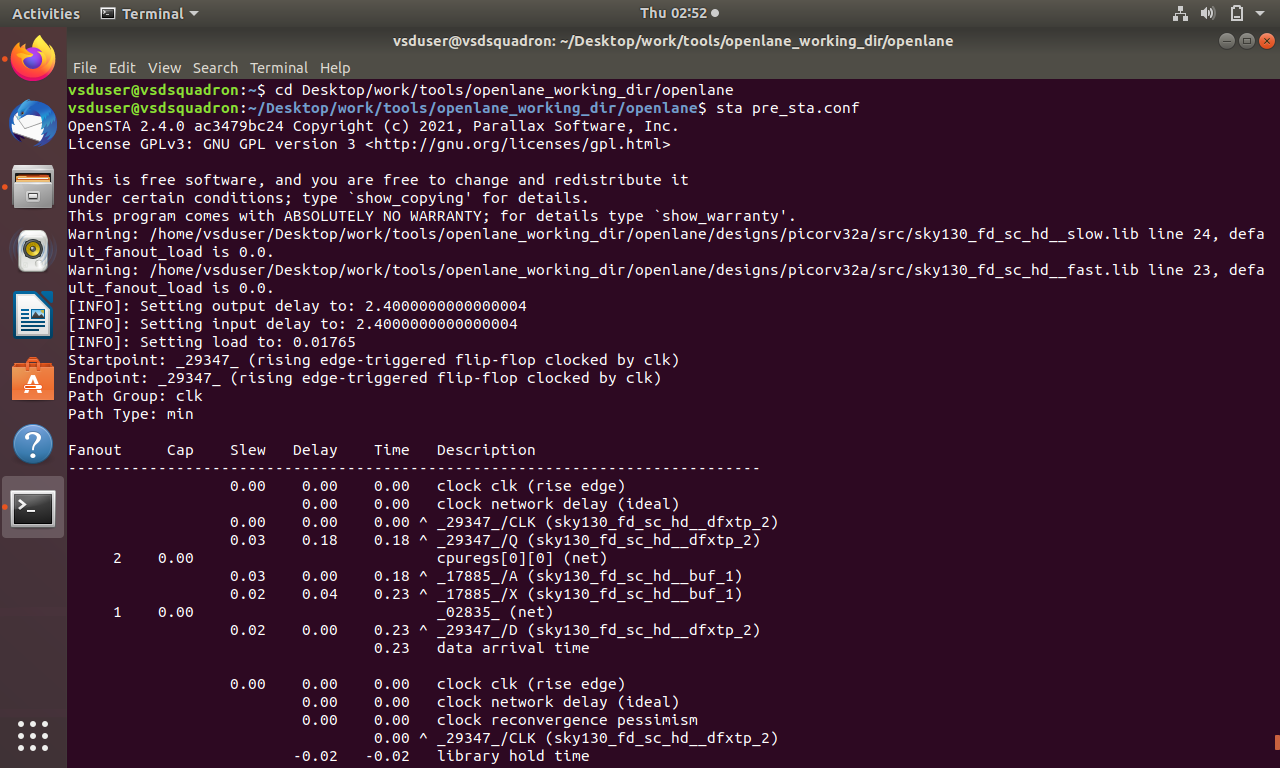 Activities Terminal Thu 02:52
vsduser@vsdsquadron: ~/Desktop/work/tools/openlane_working_dir/openlane
File Edit View Search Terminal Help
vsduser@vsdsquadron:~$ cd Desktop/work/tools/openlane_working_dir/openlane
vsduser@vsdsquadron:~/Desktop/work/tools/openlane_working_dir/openlane$ sta pre_sta.conf
OpenSTA 2.4.0 ac3479bc24 Copyright (c) 2021, Parallax Software, Inc.
License GPLv3: GNU GPL version 3 <http://gnu.org/licenses/gpl.html>

This is free software, and you are free to change and redistribute it
under certain conditions; type `show_copying' for details.
This program comes with ABSOLUTELY NO WARRANTY; for details type `show_warranty'.
Warning: /home/vsduser/Desktop/work/tools/openlane_working_dir/openlane/designs/picorv32a/src/sky130_fd_sc_hd__slow.lib line 24, defa
ult_fanout_load is 0.0.
Warning: /home/vsduser/Desktop/work/tools/openlane_working_dir/openlane/designs/picorv32a/src/sky130_fd_sc_hd__fast.lib line 23, defa
ult_fanout_load is 0.0.
[INFO]: Setting output delay to: 2.4000000000000004
[INFO]: Setting input delay to: 2.4000000000000004
[INFO]: Setting load to: 0.01765
Startpoint: _29347_ (rising edge-triggered flip-flop clocked by clk)
Endpoint: _29347_ (rising edge-triggered flip-flop clocked by clk)
Path Group: clk
Path Type: min

Fanout     Cap    Slew   Delay    Time   Description
-----------------------------------------------------------------------------
                  0.00    0.00    0.00   clock clk (rise edge)
                          0.00    0.00   clock network delay (ideal)
                  0.00    0.00    0.00 ^ _29347_/CLK (sky130_fd_sc_hd__dfxtp_2)
                  0.03    0.18    0.18 ^ _29347_/Q (sky130_fd_sc_hd__dfxtp_2)
     2    0.00                           cpuregs[0][0] (net)
                  0.03    0.00    0.18 ^ _17885_/A (sky130_fd_sc_hd__buf_1)
                  0.02    0.04    0.23 ^ _17885_/X (sky130_fd_sc_hd__buf_1)
     1    0.00                           _02835_ (net)
                  0.02    0.00    0.23 ^ _29347_/D (sky130_fd_sc_hd__dfxtp_2)
                                  0.23   data arrival time

                  0.00    0.00    0.00   clock clk (rise edge)
                          0.00    0.00   clock network delay (ideal)
                          0.00    0.00   clock reconvergence pessimism
                                  0.00 ^ _29347_/CLK (sky130_fd_sc_hd__dfxtp_2)
                         -0.02   -0.02   library hold time